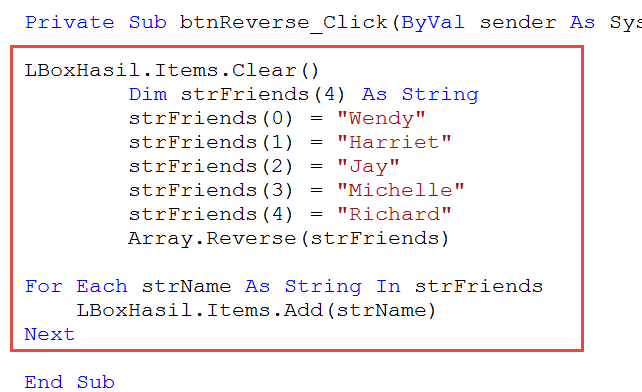 Private Sub btnReverse_Click(ByVal sender As
LBoxHasil.Items.Clear()
Dim strFriends(4) As String
strFriends(0) = "Wendy"
strFriends(1) = "Harriet"
strFriends(2) = "Jay"
strFriends(3) = "Michelle"
strFriends(4) = "Richard"
Array.Reverse(strFriends)
For Each strName As String In strFriends
LBoxHasil.Items.Add(strName)
Next
End Sub